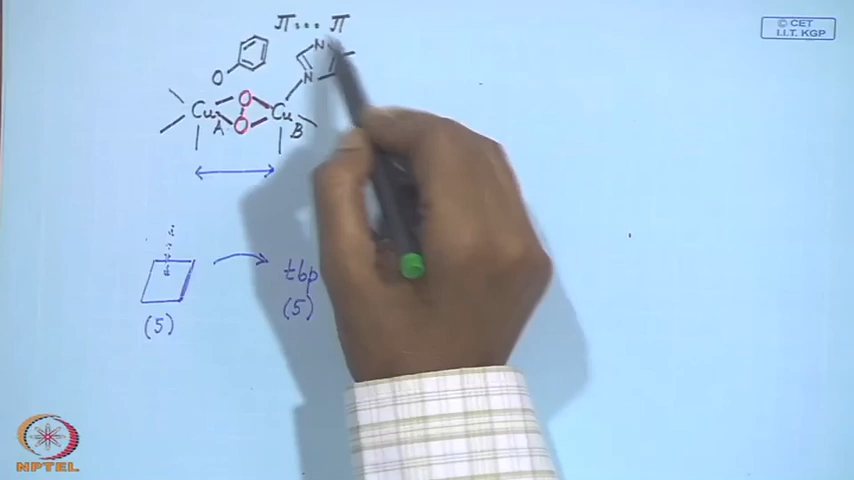 © CET
I.I.T. KGP
π...π
N
O
N
Cu O Cu
A O B
tbp
(5) (5)
NPTEL